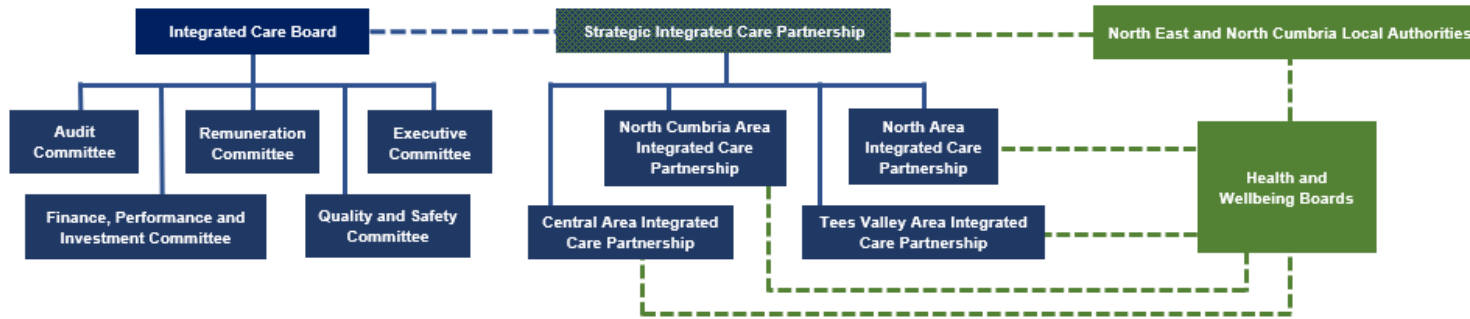 Integrated Care Board
Strategic Integrated Care Partnership
North East and North Cumbria Local Authorities
Audit
Committee
Remuneration
Committee
Executive
Committee
North Cumbria Area
Integrated Care
Partnership
North Area
Integrated Care
Partnership
Health and
Wellbeing Boards
Finance, Performance and
Investment Committee
Quality and Safety
Committee
Central Area Integrated
Care Partnership
Tees Valley Area Integrated
Care Partnership